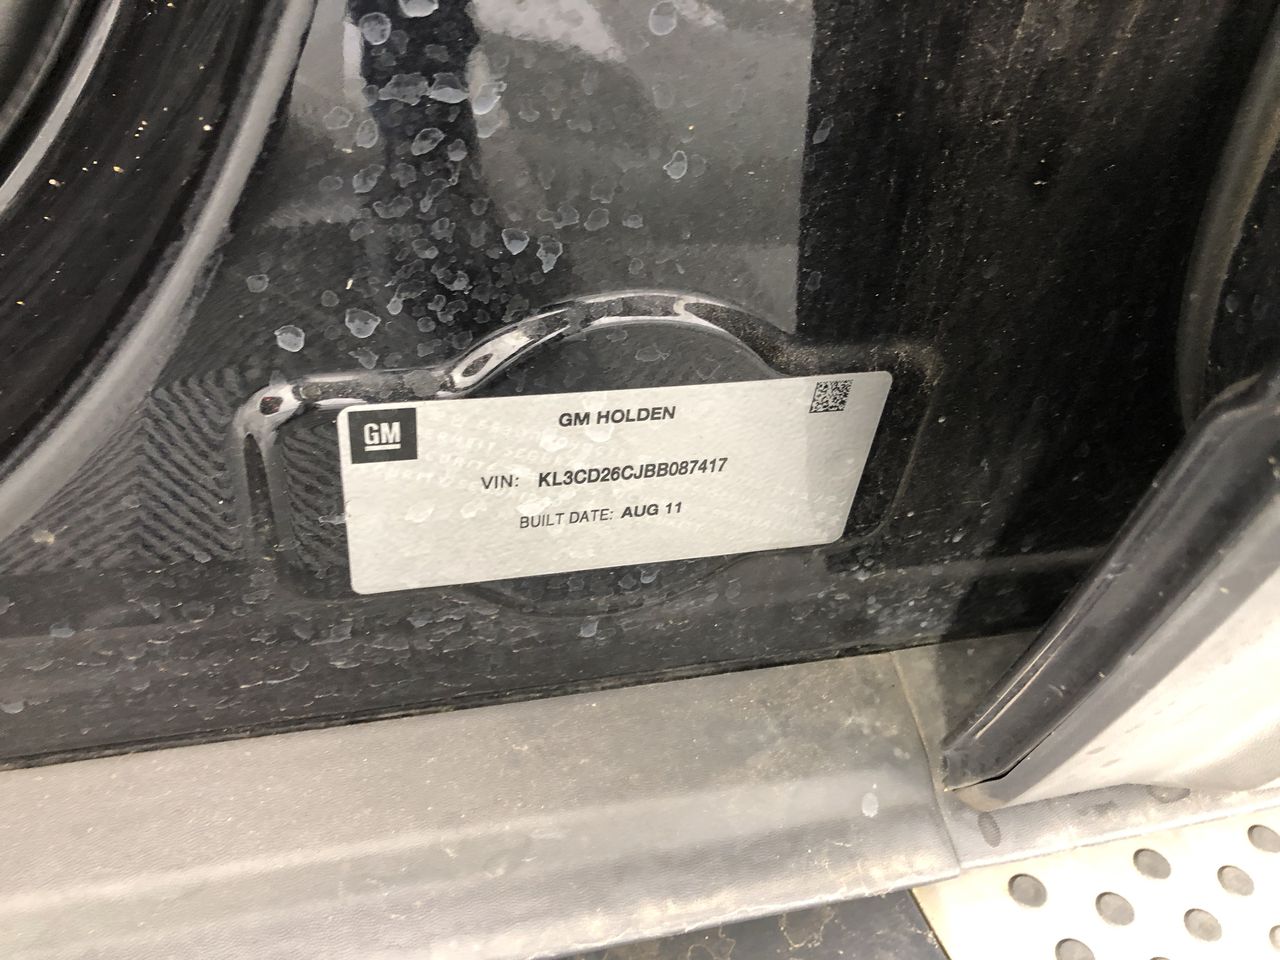 GM
GM HOLDEN
VIN: KL3CD26CJBB087417
BUILT DATE: AUG 11